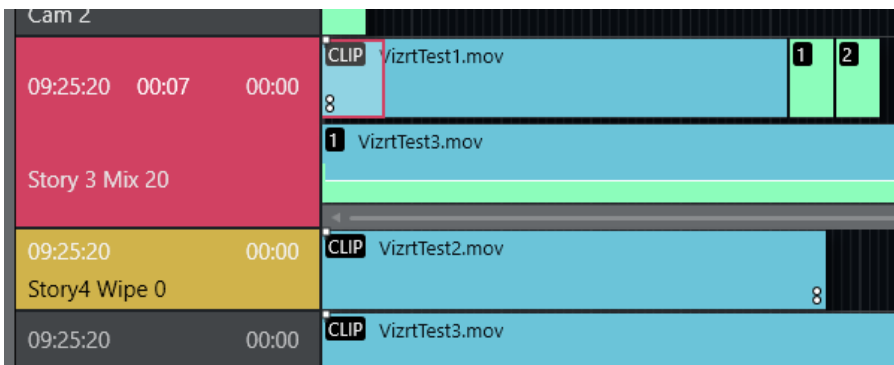 Cam 2
CLIP VizrtTest1.mov 1 2
09:25:20 00:07 00:00
8
1 VizrtTest3.mov
Story 3 Mix 20
09:25:20 00:00 CLIP VizrtTest2.mov
Story4 Wipe 0 8
09:25:20 00:00 CLIP VizrtTest3.mov